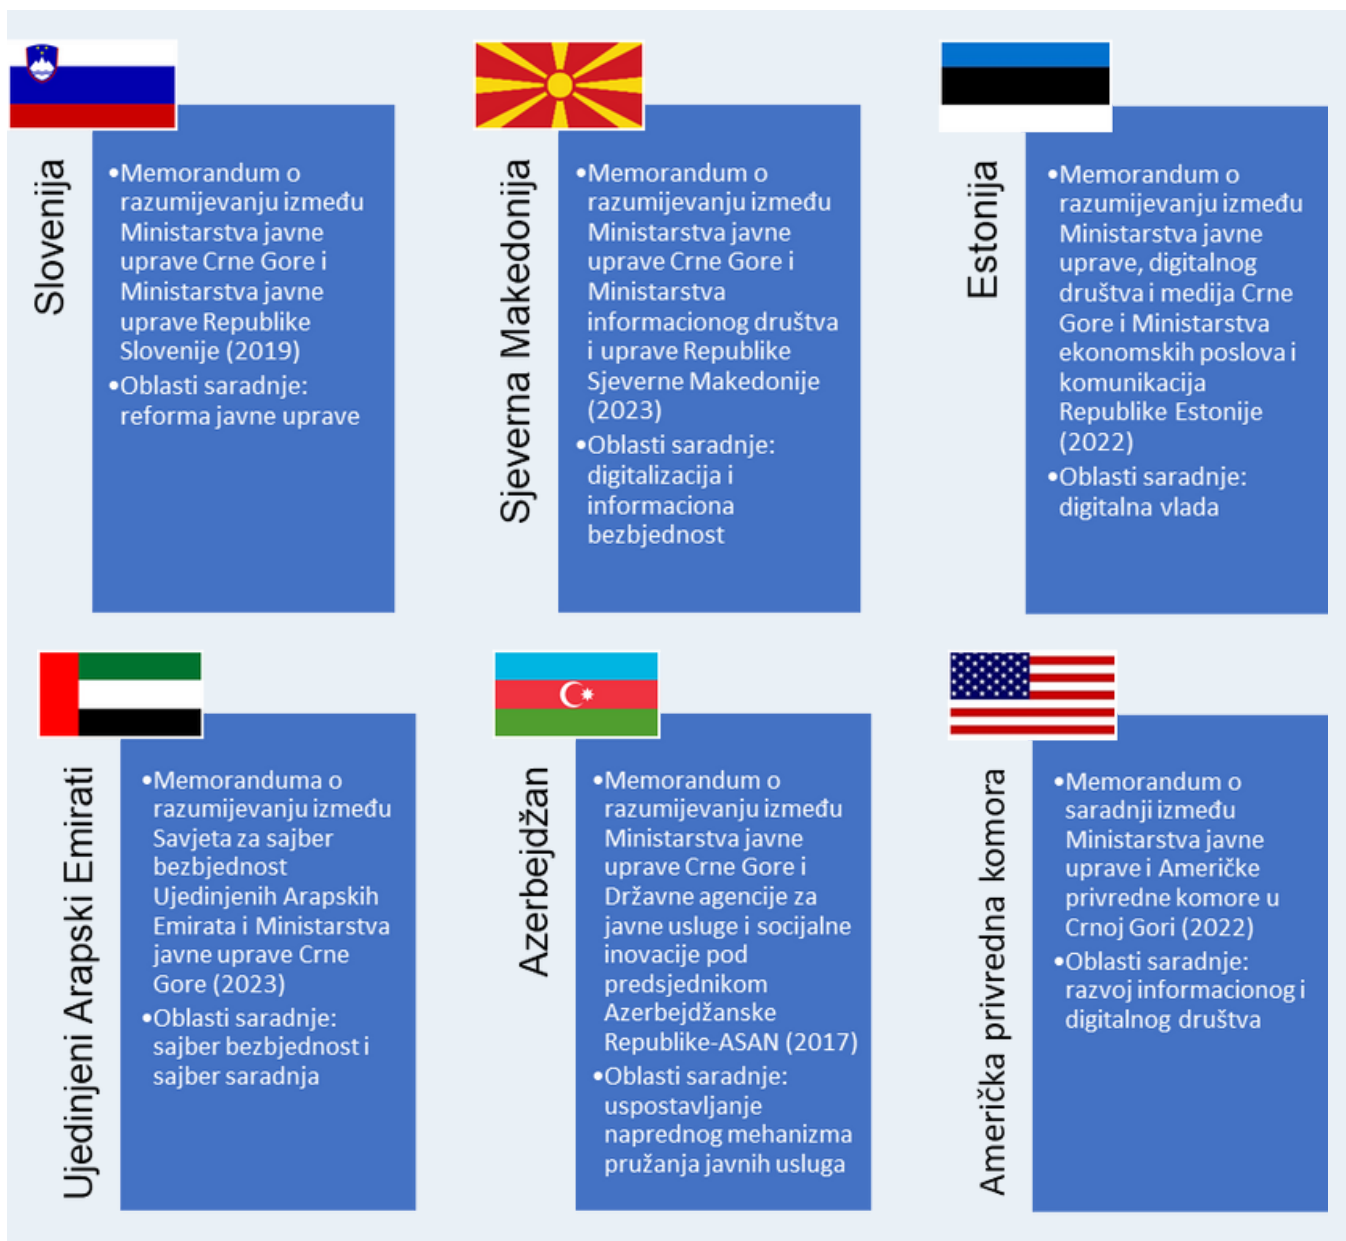 Slovenija
•Memorandum o
razumijevanju između
Ministarstva javne
uprave Crne Gore i
Ministarstva javne
uprave Republike
Slovenije (2019)
•Oblasti saradnje:
reforma javne uprave
Sjeverna Makedonija
•Memorandum o
razumijevanju između
Ministarstva javne
uprave Crne Gore i
Ministarstva
informacionog društva
i uprave Republike
Sjeverne Makedonije
(2023)
•Oblasti saradnje:
digitalizacija i
informaciona
bezbjednost
Estonija
•Memorandum o
razumijevanju između
Ministarstva javne
uprave, digitalnog
društva i medija Crne
Gore i Ministarstva
ekonomskih poslova i
komunikacija
Republike Estonije
(2022)
•Oblasti saradnje:
digitalna vlada
Ujedinjeni Arapski Emirati
•Memoranduma o
razumijevanju između
Savjeta za sajber
bezbjednost
Ujedinjenih Arapskih
Emirata i Ministarstva
javne uprave Crne
Gore (2023)
•Oblasti saradnje:
sajber bezbjednost i
sajber saradnja
Azerbejdžan
•Memorandum o
razumijevanju između
Ministarstva javne
uprave Crne Gore i
Državne agencije za
javne usluge i socijalne
inovacije pod
predsjednikom
Azerbejdžanske
Republike-ASAN (2017)
•Oblasti saradnje:
uspostavljanje
naprednog mehanizma
pružanja javnih usluga
Američka privredna komora
•Memorandum o
saradnji između
Ministarstva javne
uprave i Američke
privredne komore u
Crnoj Gori (2022)
•Oblasti saradnje:
razvoj informacionog i
digitalnog društva